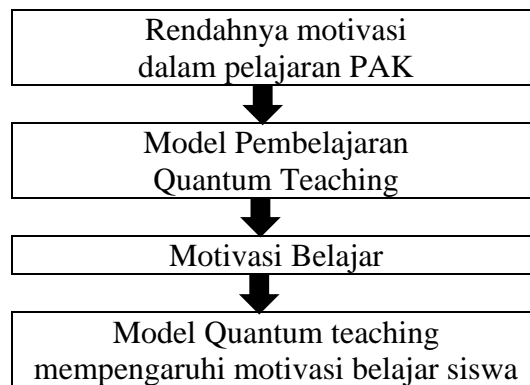 Rendahnya motivasi
dalam pelajaran PAK
Model Pembelajaran
Quantum Teaching
Motivasi Belajar
Model Quantum teaching
mempengaruhi motivasi belajar siswa